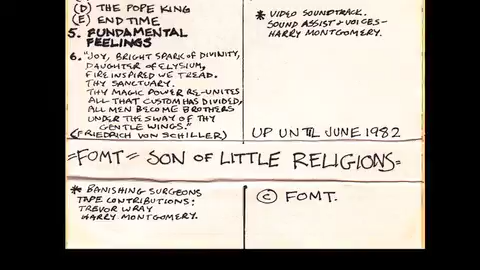 (D) THE POPE KING
(E) END TIME
5. FUNDAMENTAL
FEELINGS
6. "JOY, BRIGHT SPARK OF DIVINITY,
DAUGHTER OF ELYSIUM,
FIRE INSPIRED WE TREAD.
THY SANCTUARY.
THY MAGIC POWER RE-UNITES
ALL THAT CUSTOM HAS DIVIDED,
ALL MEN BECOME BROTHERS
UNDER THE SWAY OF THY
GENTLE WINGS."
(FRIEDRICH VON SCHILLER)
* VIDEO SOUNDTRACK.
SOUND ASSIST & VOICES-
HARRY MONTGOMERY.
UP UNTIL JUNE 1982
=FOMT= SON OF LITTLE RELIGIONS=
* BANISHING SURGEONS
TAPE CONTRIBUTIONS:
TREVOR WRAY
HARRY MONTGOMERY.
© FOMT.